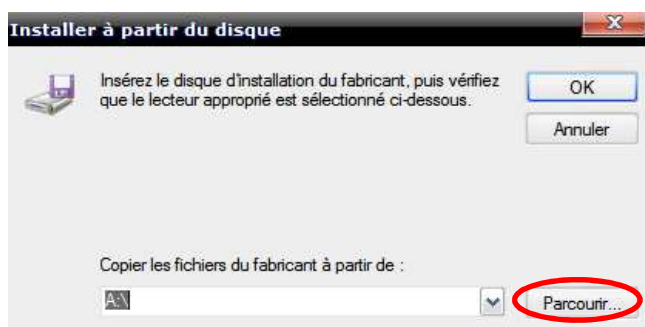 Installer à partir du disque
Insérez le disque d'installation du fabricant, puis vérifiez
que le lecteur approprié est sélectionné ci-dessous.
OK
Annuler
Copier les fichiers du fabricant à partir de :
A:\
Parcourir...